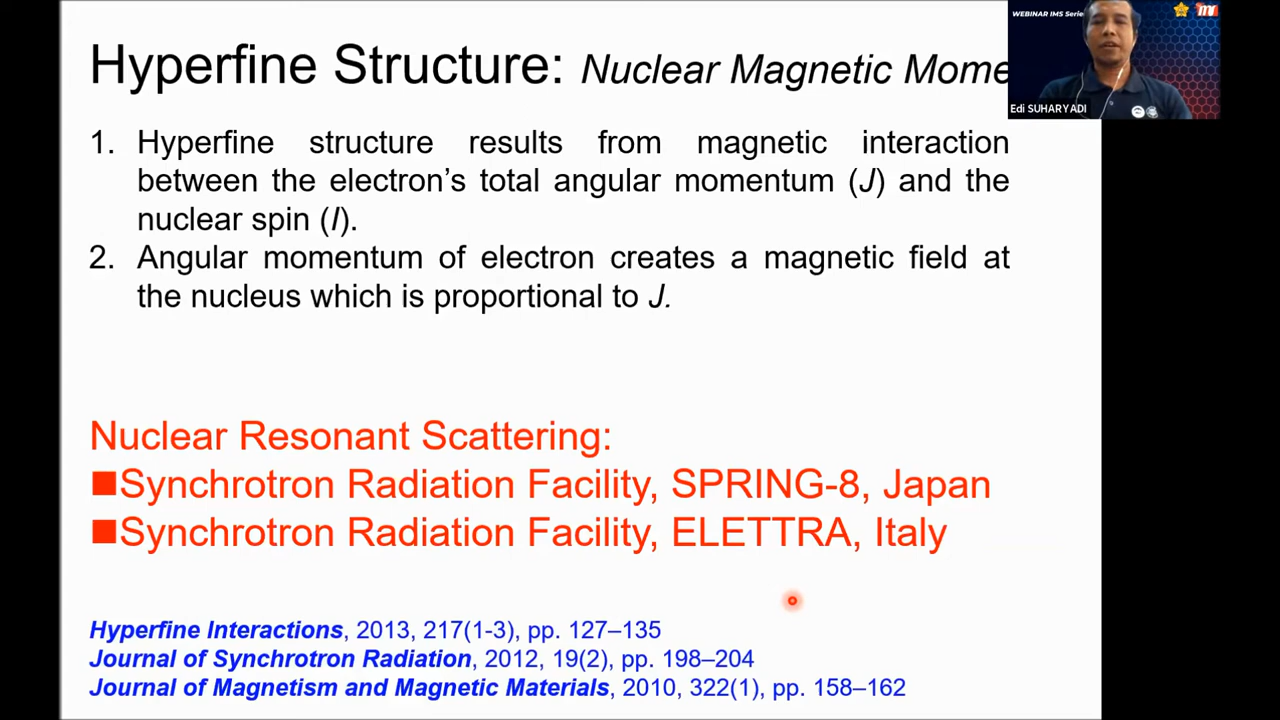 Hyperfine Structure: Nuclear Magnetic Mome
WEBINAR IMS Serie
Edi SUHARYADI
1. Hyperfine structure results from magnetic interaction
between the electron’s total angular momentum (J) and the
nuclear spin (I).
2. Angular momentum of electron creates a magnetic field at
the nucleus which is proportional to J.
Nuclear Resonant Scattering:
■Synchrotron Radiation Facility, SPRING-8, Japan
■Synchrotron Radiation Facility, ELETTRA, Italy
Hyperfine Interactions, 2013, 217(1-3), pp. 127–135
Journal of Synchrotron Radiation, 2012, 19(2), pp. 198–204
Journal of Magnetism and Magnetic Materials, 2010, 322(1), pp. 158–162